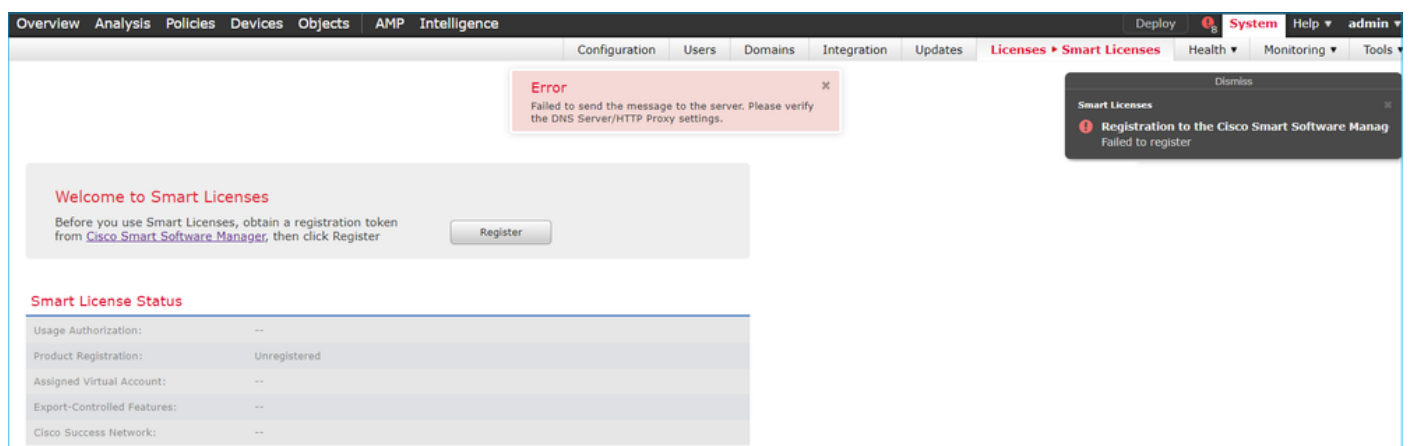 Overview Analysis Policies Devices Objects AMP Intelligence Deploy System Help ▾ admin ▾
Configuration Users Domains Integration Updates Licenses ▸ Smart Licenses Health ▾ Monitoring ▾ Tools ▾
Error ×
Failed to send the message to the server. Please verify
the DNS Server/HTTP Proxy settings.
Dismiss
Smart Licenses ×
Registration to the Cisco Smart Software Manag
Failed to register
Welcome to Smart Licenses
Before you use Smart Licenses, obtain a registration token
from Cisco Smart Software Manager, then click Register
Register
Smart License Status
Usage Authorization: --
Product Registration: Unregistered
Assigned Virtual Account: --
Export-Controlled Features: --
Cisco Success Network: --